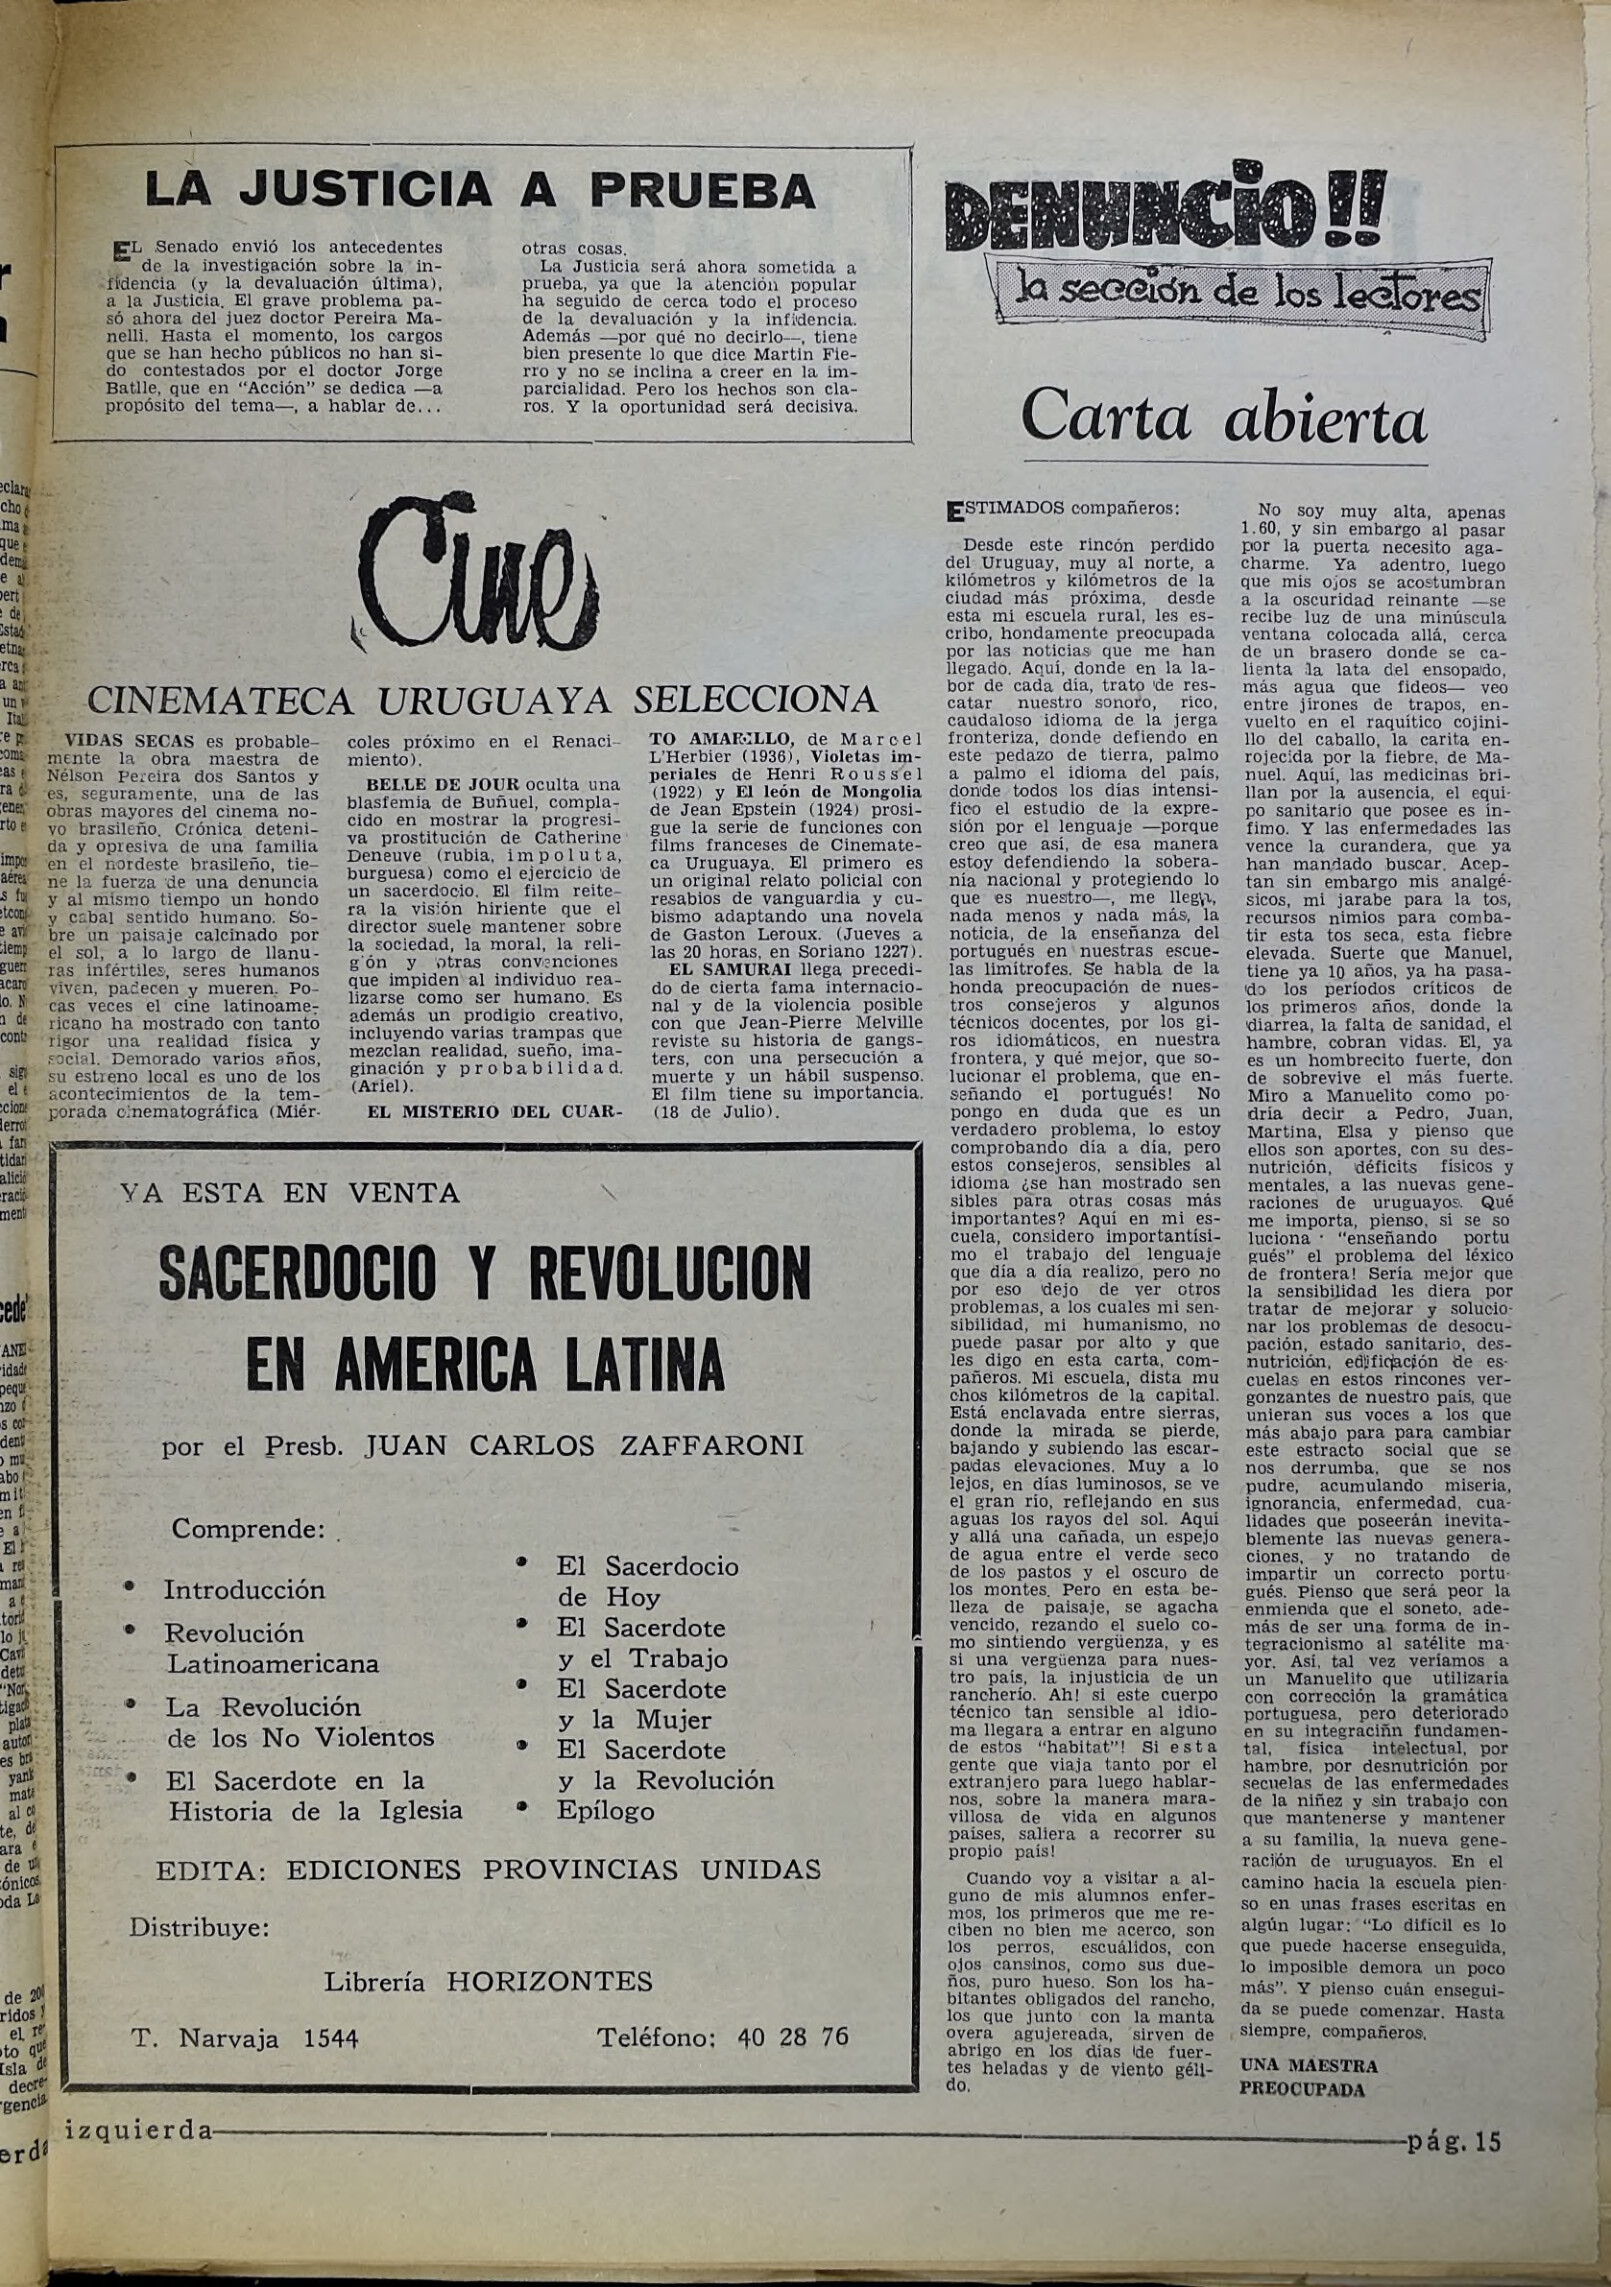 LA JUSTICIA A PRUEBA
EL Senado envió los antecedentes
de la investigación sobre la in-
fidencia (y la devaluación última),
a la Justicia. El grave problema pa-
só ahora del juez doctor Pereira Ma-
nelli. Hasta el momento, los cargos
que se han hecho públicos no han si-
do contestados por el doctor Jorge
Batlle, que en "Acción" se dedica —a
propósito del tema—, a hablar de...
otras cosas.
La Justicia será ahora sometida a
prueba, ya que la atención popular
ha seguido de cerca todo el proceso
de la devaluación y la infidencia.
Además —por qué no decirlo—, tiene
bien presente lo que dice Martín Fie-
rro y no se inclina a creer en la im-
parcialidad. Pero los hechos son cla-
ros. Y la oportunidad será decisiva.
Cine
CINEMATECA URUGUAYA SELECCIONA
VIDAS SECAS es probable-
mente la obra maestra de
Nélson Pereira dos Santos y
es, seguramente, una de las
obras mayores del cinema no-
vo brasileño. Crónica deteni-
da y opresiva de una familia
en el nordeste brasileño, tie-
ne la fuerza de una denuncia
y al mismo tiempo un hondo
y cabal sentido humano. So-
bre un paisaje calcinado por
el sol, a lo largo de llanu-
ras infértiles, seres humanos
viven, padecen y mueren. Po-
cas veces el cine latinoame-
ricano ha mostrado con tanto
rigor una realidad física y
social. Demorado varios años,
su estreno local es uno de los
acontecimientos de la tem-
porada cinematográfica (Miér-
coles próximo en el Renaci-
miento).
BELLE DE JOUR oculta una
blasfemia de Buñuel, compla-
cido en mostrar la progresi-
va prostitución de Catherine
Deneuve (rubia, impoluta,
burguesa) como el ejercicio de
un sacerdocio. El film reite-
ra la visión hiriente que el
director suele mantener sobre
la sociedad, la moral, la reli-
gión y otras convenciones
que impiden al individuo rea-
lizarse como ser humano. Es
además un prodigio creativo,
incluyendo varias trampas que
mezclan realidad, sueño, ima-
ginación y probabilidad.
(Ariel).
EL MISTERIO DEL CUAR-
TO AMARILLO, de Marcel
L'Herbier (1936), Violetas im-
periales de Henri Roussel
(1922) y El león de Mongolia
de Jean Epstein (1924) prosi-
gue la serie de funciones con
films franceses de Cinemate-
ca Uruguaya. El primero es
un original relato policial con
resabios de vanguardia y cu-
bismo adaptando una novela
de Gaston Leroux. (Jueves a
las 20 horas, en Soriano 1227).
EL SAMURAI llega precedi-
do de cierta fama internacio-
nal y de la violencia posible
con que Jean-Pierre Melville
reviste su historia de gangs-
ters, con una persecución a
muerte y un hábil suspenso.
El film tiene su importancia.
(18 de Julio).
YA ESTA EN VENTA
SACERDOCIO Y REVOLUCION
EN AMERICA LATINA
por el Presb. JUAN CARLOS ZAFFARONI
Comprende:
• Introducción
• Revolución
Latinoamericana
• La Revolución
de los No Violentos
• El Sacerdote en la
Historia de la Iglesia
• El Sacerdocio
de Hoy
• El Sacerdote
y el Trabajo
• El Sacerdote
y la Mujer
• El Sacerdote
y la Revolución
• Epílogo
EDITA: EDICIONES PROVINCIAS UNIDAS
Distribuye:
Librería HORIZONTES
T. Narvaja 1544 Teléfono: 40 28 76
DENUNCIO!!
la sección de los lectores
Carta abierta
ESTIMADOS compañeros:
Desde este rincón perdido
del Uruguay, muy al norte, a
kilómetros y kilómetros de la
ciudad más próxima, desde
esta mi escuela rural, les es-
cribo, hondamente preocupada
por las noticias que me han
llegado. Aquí, donde en la la-
bor de cada día, trato de res-
catar nuestro sonoro, rico,
caudaloso idioma de la jerga
fronteriza, donde defiendo en
este pedazo de tierra, palmo
a palmo el idioma del país,
donde todos los días intensi-
fico el estudio de la expre-
sión por el lenguaje —porque
creo que así, de esa manera
estoy defendiendo la sobera-
nía nacional y protegiendo lo
que es nuestro—, me llega,
nada menos y nada más, la
noticia, de la enseñanza del
portugués en nuestras escue-
las limítrofes. Se habla de la
honda preocupación de nues-
tros consejeros y algunos
técnicos docentes, por los gi-
ros idiomáticos, en nuestra
frontera, y qué mejor, que so-
lucionar el problema, que en-
señando el portugués! No
pongo en duda que es un
verdadero problema, lo estoy
comprobando día a día, pero
estos consejeros, sensibles al
idioma ¿se han mostrado sen
sibles para otras cosas más
importantes? Aquí en mi es-
cuela, considero importantísi-
mo el trabajo del lenguaje
que día a día realizo, pero no
por eso dejo de ver otros
problemas, a los cuales mi sen-
sibilidad, mi humanismo, no
puede pasar por alto y que
les digo en esta carta, com-
pañeros. Mi escuela, dista mu
chos kilómetros de la capital.
Está enclavada entre sierras,
donde la mirada se pierde,
bajando y subiendo las escar-
padas elevaciones. Muy a lo
lejos, en días luminosos, se ve
el gran río, reflejando en sus
aguas los rayos del sol. Aquí
y allá una cañada, un espejo
de agua entre el verde seco
de los pastos y el oscuro de
los montes. Pero en esta be-
lleza de paisaje, se agacha
vencido, rezando el suelo co-
mo sintiendo vergüenza, y es
si una vergüenza para nues-
tro país, la injusticia de un
rancherío. Ah! si este cuerpo
técnico tan sensible al idio-
ma llegara a entrar en alguno
de estos "habitat"! Si esta
gente que viaja tanto por el
extranjero para luego hablar-
nos, sobre la manera mara-
villosa de vida en algunos
países, saliera a recorrer su
propio país!
Cuando voy a visitar a al-
guno de mis alumnos enfer-
mos, los primeros que me re-
ciben no bien me acerco, son
los perros, escuálidos, con
ojos cansinos, como sus due-
ños, puro hueso. Son los ha-
bitantes obligados del rancho,
los que junto con la manta
overa agujereada, sirven de
abrigo en los días de fuer-
tes heladas y de viento géli-
do.
No soy muy alta, apenas
1.60, y sin embargo al pasar
por la puerta necesito aga-
charme. Ya adentro, luego
que mis ojos se acostumbran
a la oscuridad reinante —se
recibe luz de una minúscula
ventana colocada allá, cerca
de un brasero donde se ca-
lienta la lata del ensopado,
más agua que fideos— veo
entre jirones de trapos, en-
vuelto en el raquítico cojini-
llo del caballo, la carita en-
rojecida por la fiebre, de Ma-
nuel. Aquí, las medicinas bri-
llan por la ausencia, el equi-
po sanitario que posee es ín-
fimo. Y las enfermedades las
vence la curandera, que ya
han mandado buscar. Acep-
tan sin embargo mis analgé-
sicos, mi jarabe para la tos,
recursos nimios para comba-
tir esta tos seca, esta fiebre
elevada. Suerte que Manuel,
tiene ya 10 años, ya ha pasa-
do los períodos críticos de
los primeros años, donde la
diarrea, la falta de sanidad, el
hambre, cobran vidas. El, ya
es un hombrecito fuerte, don
de sobrevive el más fuerte.
Miro a Manuelito como po-
dría decir a Pedro, Juan,
Martina, Elsa y pienso que
ellos son aportes, con su des-
nutrición, déficits físicos y
mentales, a las nuevas gene-
raciones de uruguayos. Qué
me importa, pienso, si se so
luciona · "enseñando portu
gués" el problema del léxico
de frontera! Sería mejor que
la sensibilidad les diera por
tratar de mejorar y solucio-
nar los problemas de desocu-
pación, estado sanitario, des-
nutrición, edificación de es-
cuelas en estos rincones ver-
gonzantes de nuestro país, que
unieran sus voces a los que
más abajo para para cambiar
este estracto social que se
nos derrumba, que se nos
pudre, acumulando miseria,
ignorancia, enfermedad, cua-
lidades que poseerán inevita-
blemente las nuevas genera-
ciones, y no tratando de
impartir un correcto portu-
gués. Pienso que será peor la
enmienda que el soneto, ade-
más de ser una forma de in-
tegracionismo al satélite ma-
yor. Así, tal vez veríamos a
un Manuelito que utilizaría
con corrección la gramática
portuguesa, pero deteriorado
en su integraciñn fundamen-
tal, física intelectual, por
hambre, por desnutrición por
secuelas de las enfermedades
de la niñez y sin trabajo con
que mantenerse y mantener
a su familia, la nueva gene-
ración de uruguayos. En el
camino hacia la escuela pien-
so en unas frases escritas en
algún lugar: "Lo difícil es lo
que puede hacerse enseguida,
lo imposible demora un poco
más". Y pienso cuán ensegui-
da se puede comenzar. Hasta
siempre, compañeros.
UNA MAESTRA
PREOCUPADA
izquierda pág. 15